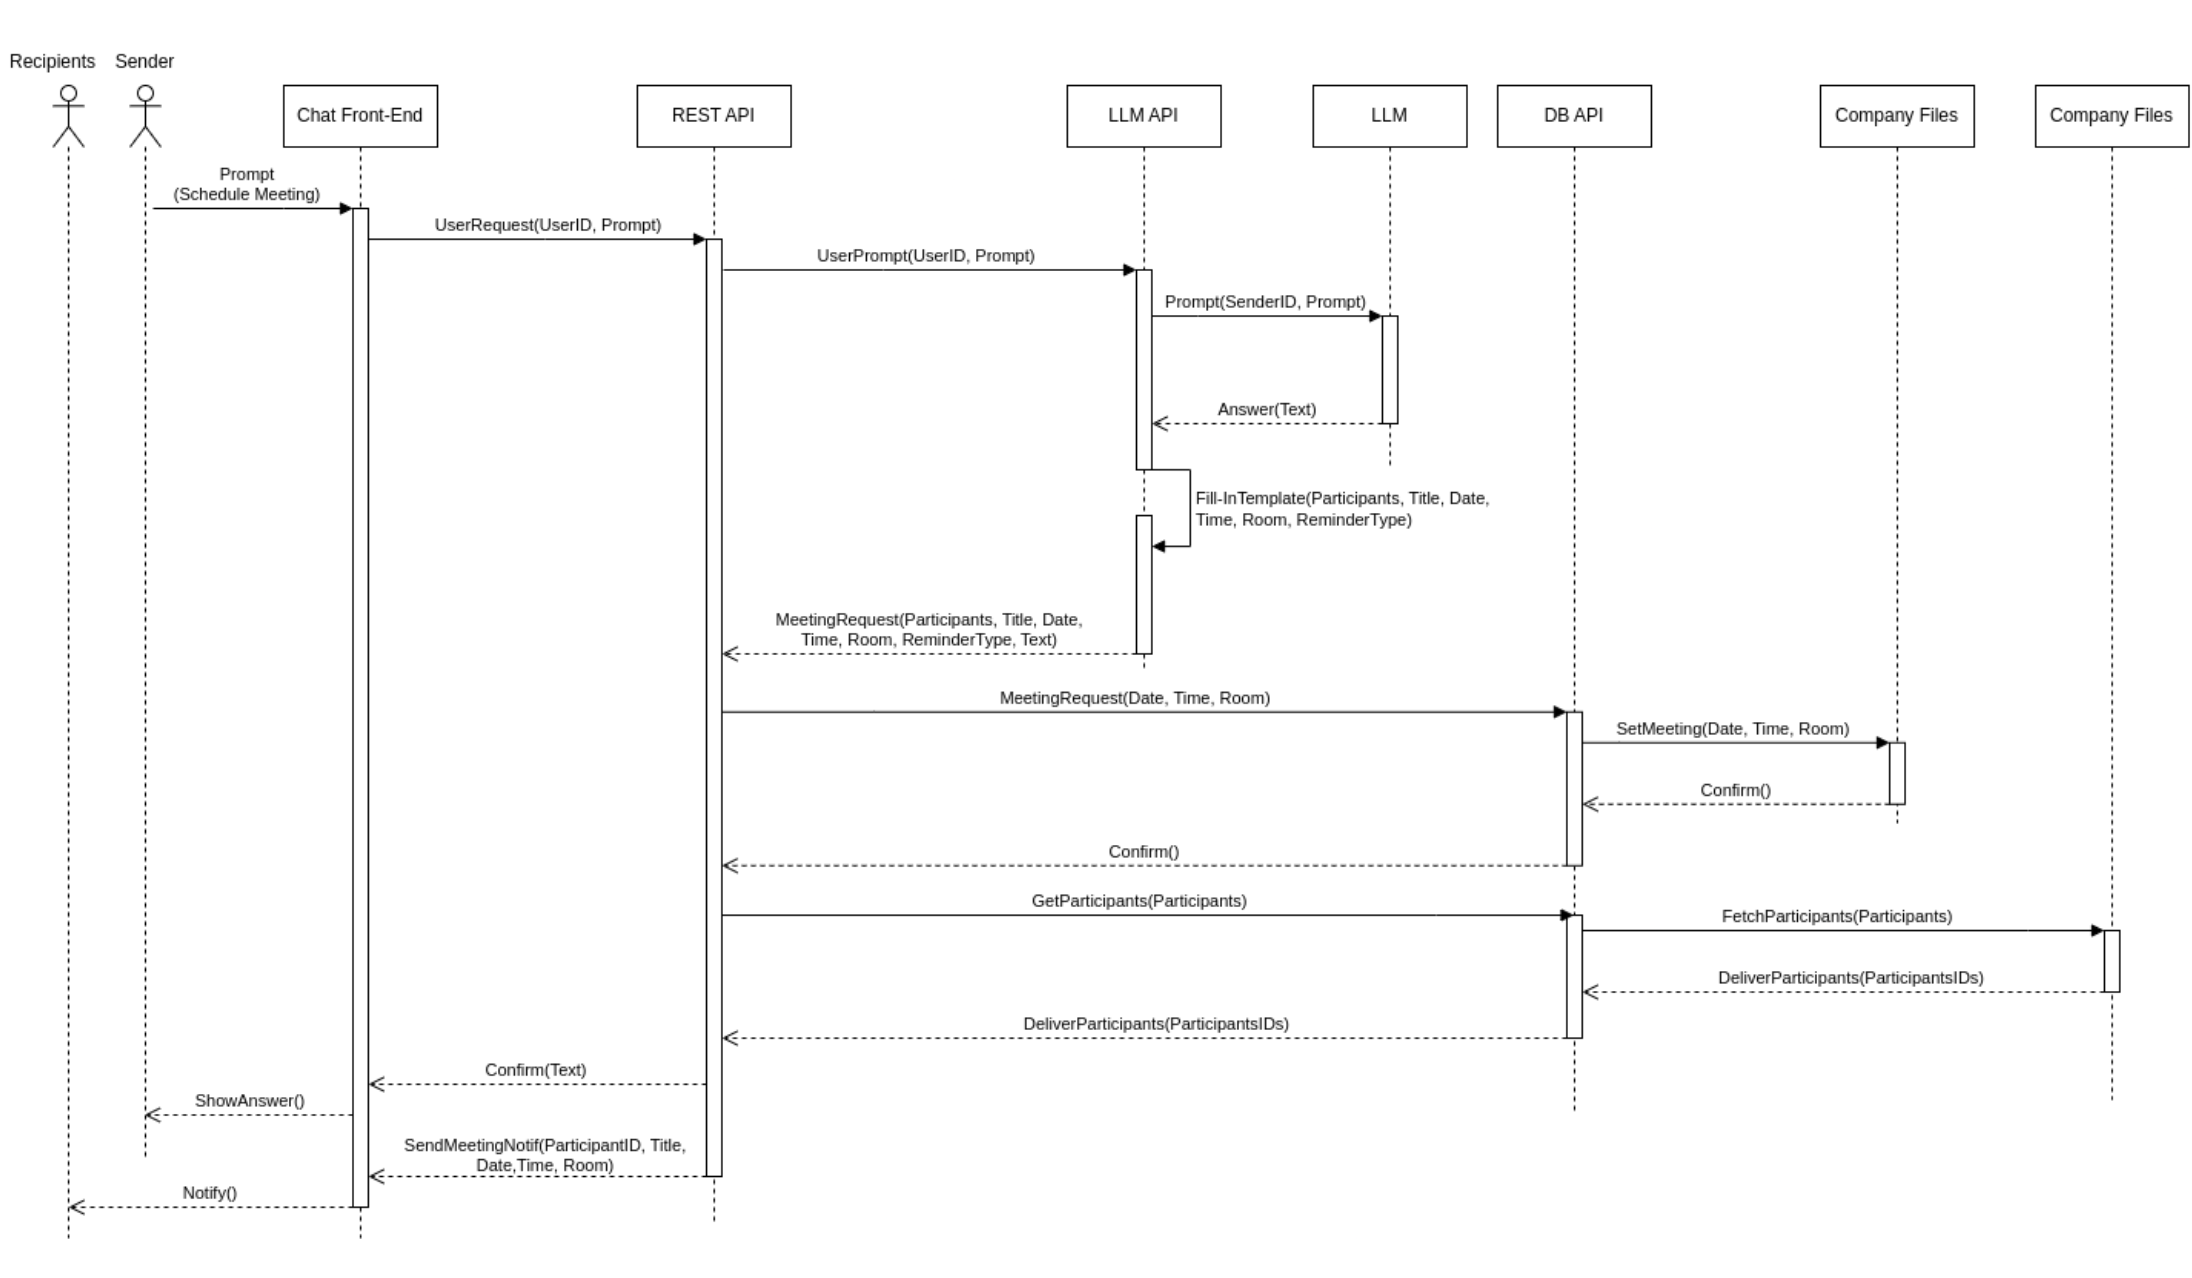 Recipients
Sender
Chat Front-End
REST API
LLM API
LLM
DB API
Company Files
Company Files
Prompt
(Schedule Meeting)
UserRequest(UserID, Prompt)
UserPrompt(UserID, Prompt)
Prompt(SenderID, Prompt)
Answer(Text)
Fill-InTemplate(Participants, Title, Date,
Time, Room, ReminderType)
MeetingRequest(Participants, Title, Date,
Time, Room, ReminderType, Text)
MeetingRequest(Date, Time, Room)
SetMeeting(Date, Time, Room)
Confirm()
Confirm()
GetParticipants(Participants)
FetchParticipants(Participants)
DeliverParticipants(ParticipantsIDs)
DeliverParticipants(ParticipantsIDs)
Confirm(Text)
ShowAnswer()
SendMeetingNotif(ParticipantID, Title,
Date,Time, Room)
Notify()